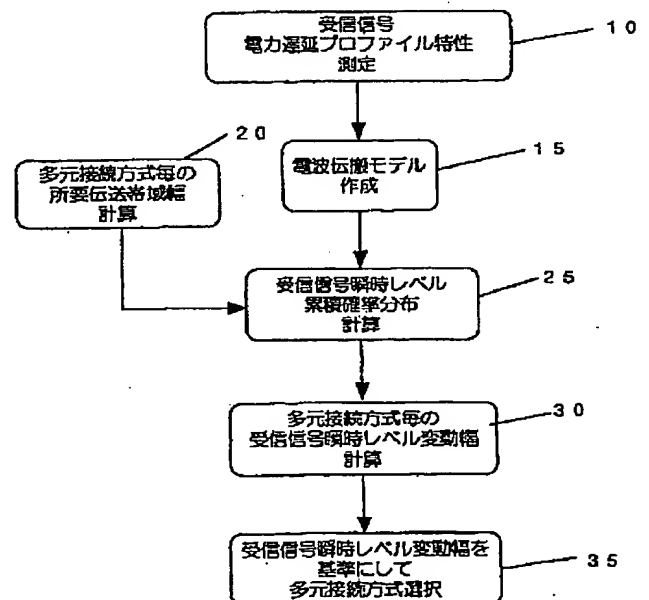 受信信号
電力遅延プロファイル特性
測定
10
20
多元接続方式毎の
所要伝送帯域幅
計算
電波伝搬モデル
作成
15
受信信号瞬時レベル
累積確率分布
計算
25
多元接続方式毎の
受信信号瞬時レベル変動幅
計算
30
受信信号瞬時レベル変動幅を
基準にして
多元接続方式選択
35